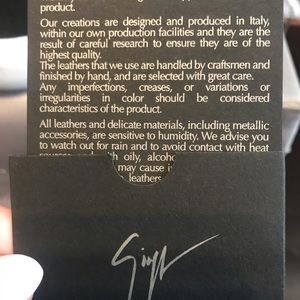 product.
Our creations are designed and produced in Italy,
within our own production facilities and they are the
result of careful research to ensure they are of the
highest quality.
The leathers that we use are handled by craftsmen and
finished by hand, and are selected with great care.
Any imperfections, creases, or variations or
irregularities in color should be considered
characteristics of the product.
All leathers and delicate materials, including metallic
accessories, are sensitive to humidity. We advise you
to watch out for rain and to avoid contact with heat
with oily, alcoho
may cause i
leathers